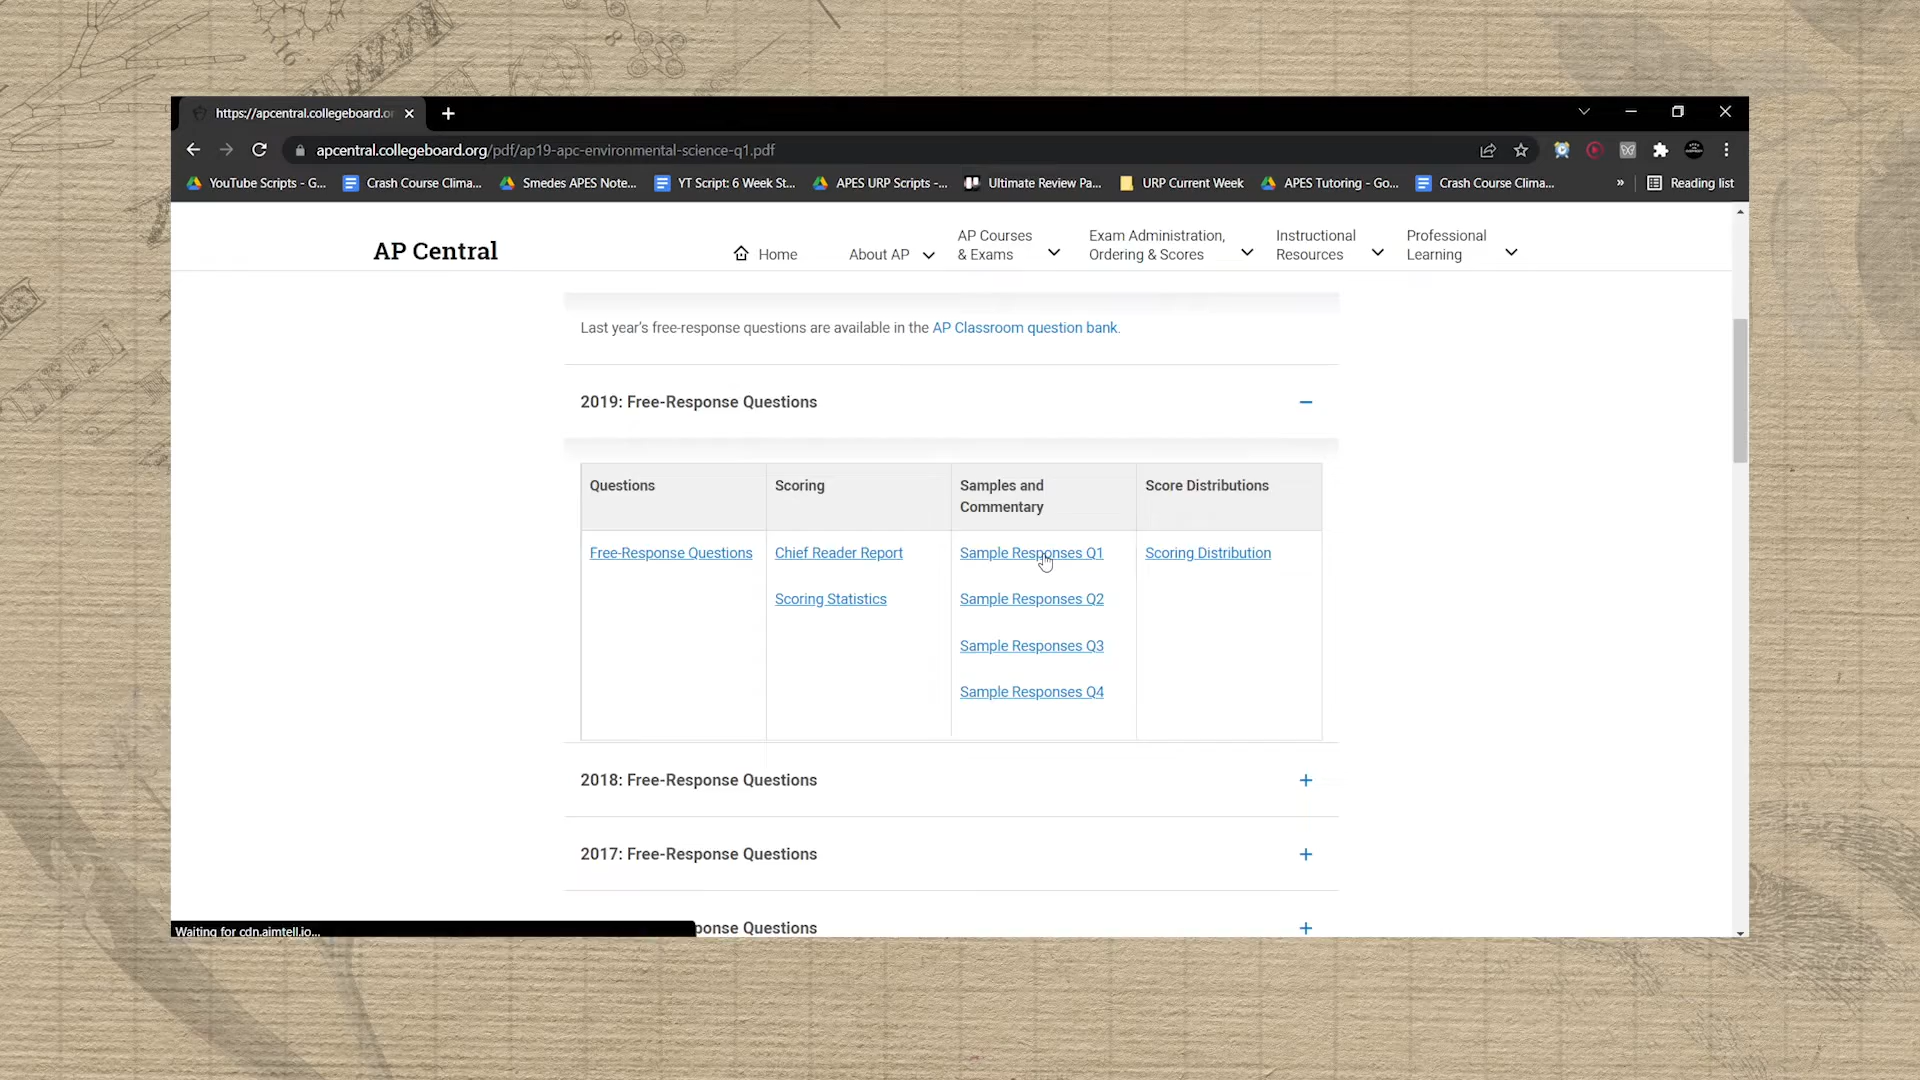 https://apcentral.collegeboard.or
apcentral.collegeboard.org/pdf/ap19-apc-environmental-science-q1.pdf
YouTube Scripts - G...
Crash Course Clima...
Smedes APES Note...
YT Script: 6 Week St...
APES URP Scripts -...
Ultimate Review Pa...
URP Current Week
APES Tutoring - Go...
Crash Course Clima...
»
Reading list
AP Central
Home
About AP
AP Courses
& Exams
Exam Administration,
Ordering & Scores
Instructional
Resources
Professional
Learning
Last year's free-response questions are available in the AP Classroom question bank.
2019: Free-Response Questions
Questions
Scoring
Samples and
Commentary
Score Distributions
Free-Response Questions
Chief Reader Report
Sample Responses Q1
Scoring Distribution
Scoring Statistics
Sample Responses Q2
Sample Responses Q3
Sample Responses Q4
2018: Free-Response Questions
2017: Free-Response Questions
ponse Questions
Waiting for cdn.aimtell.io...